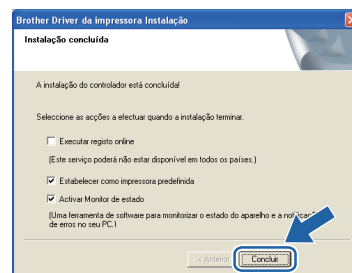 Brother Driver da impressora Instalação
Instalação concluída
A instalação do controlador está concluída!
Seleccione as acções a efectuar quando a instalação terminar.
Executar registo online
(Este serviço poderá não estar disponível em todos os países.)
Estabelecer como impressora predefinida
Activar Monitor de estado
(Uma ferramenta de software para monitorizar o estado do aparelho e a
de erros no seu PC.)
< Anterior Concluir